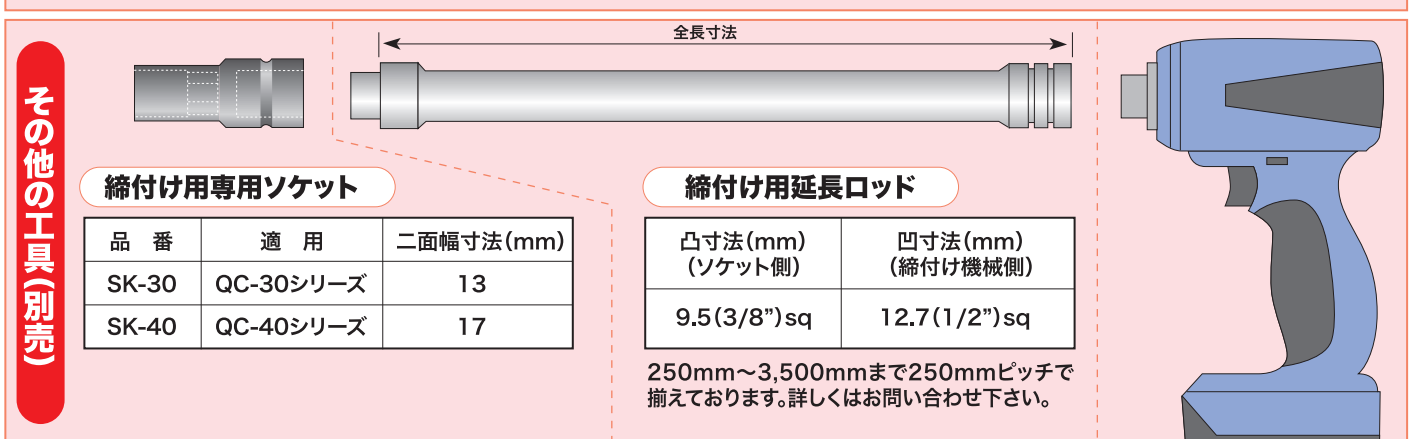 その他の工具(別売)
全長寸法
締付け用専用ソケット
品 番 適 用 二面幅寸法(mm)
SK-30 QC-30シリーズ 13
SK-40 QC-40シリーズ 17
締付け用延長ロッド
凸寸法(mm) 凹寸法(mm)
(ソケット側) (締付け機械側)
9.5(3/8”)sq 12.7(1/2”)sq
250mm～3,500mmまで250mmピッチで
揃えております。詳しくはお問い合わせ下さい。